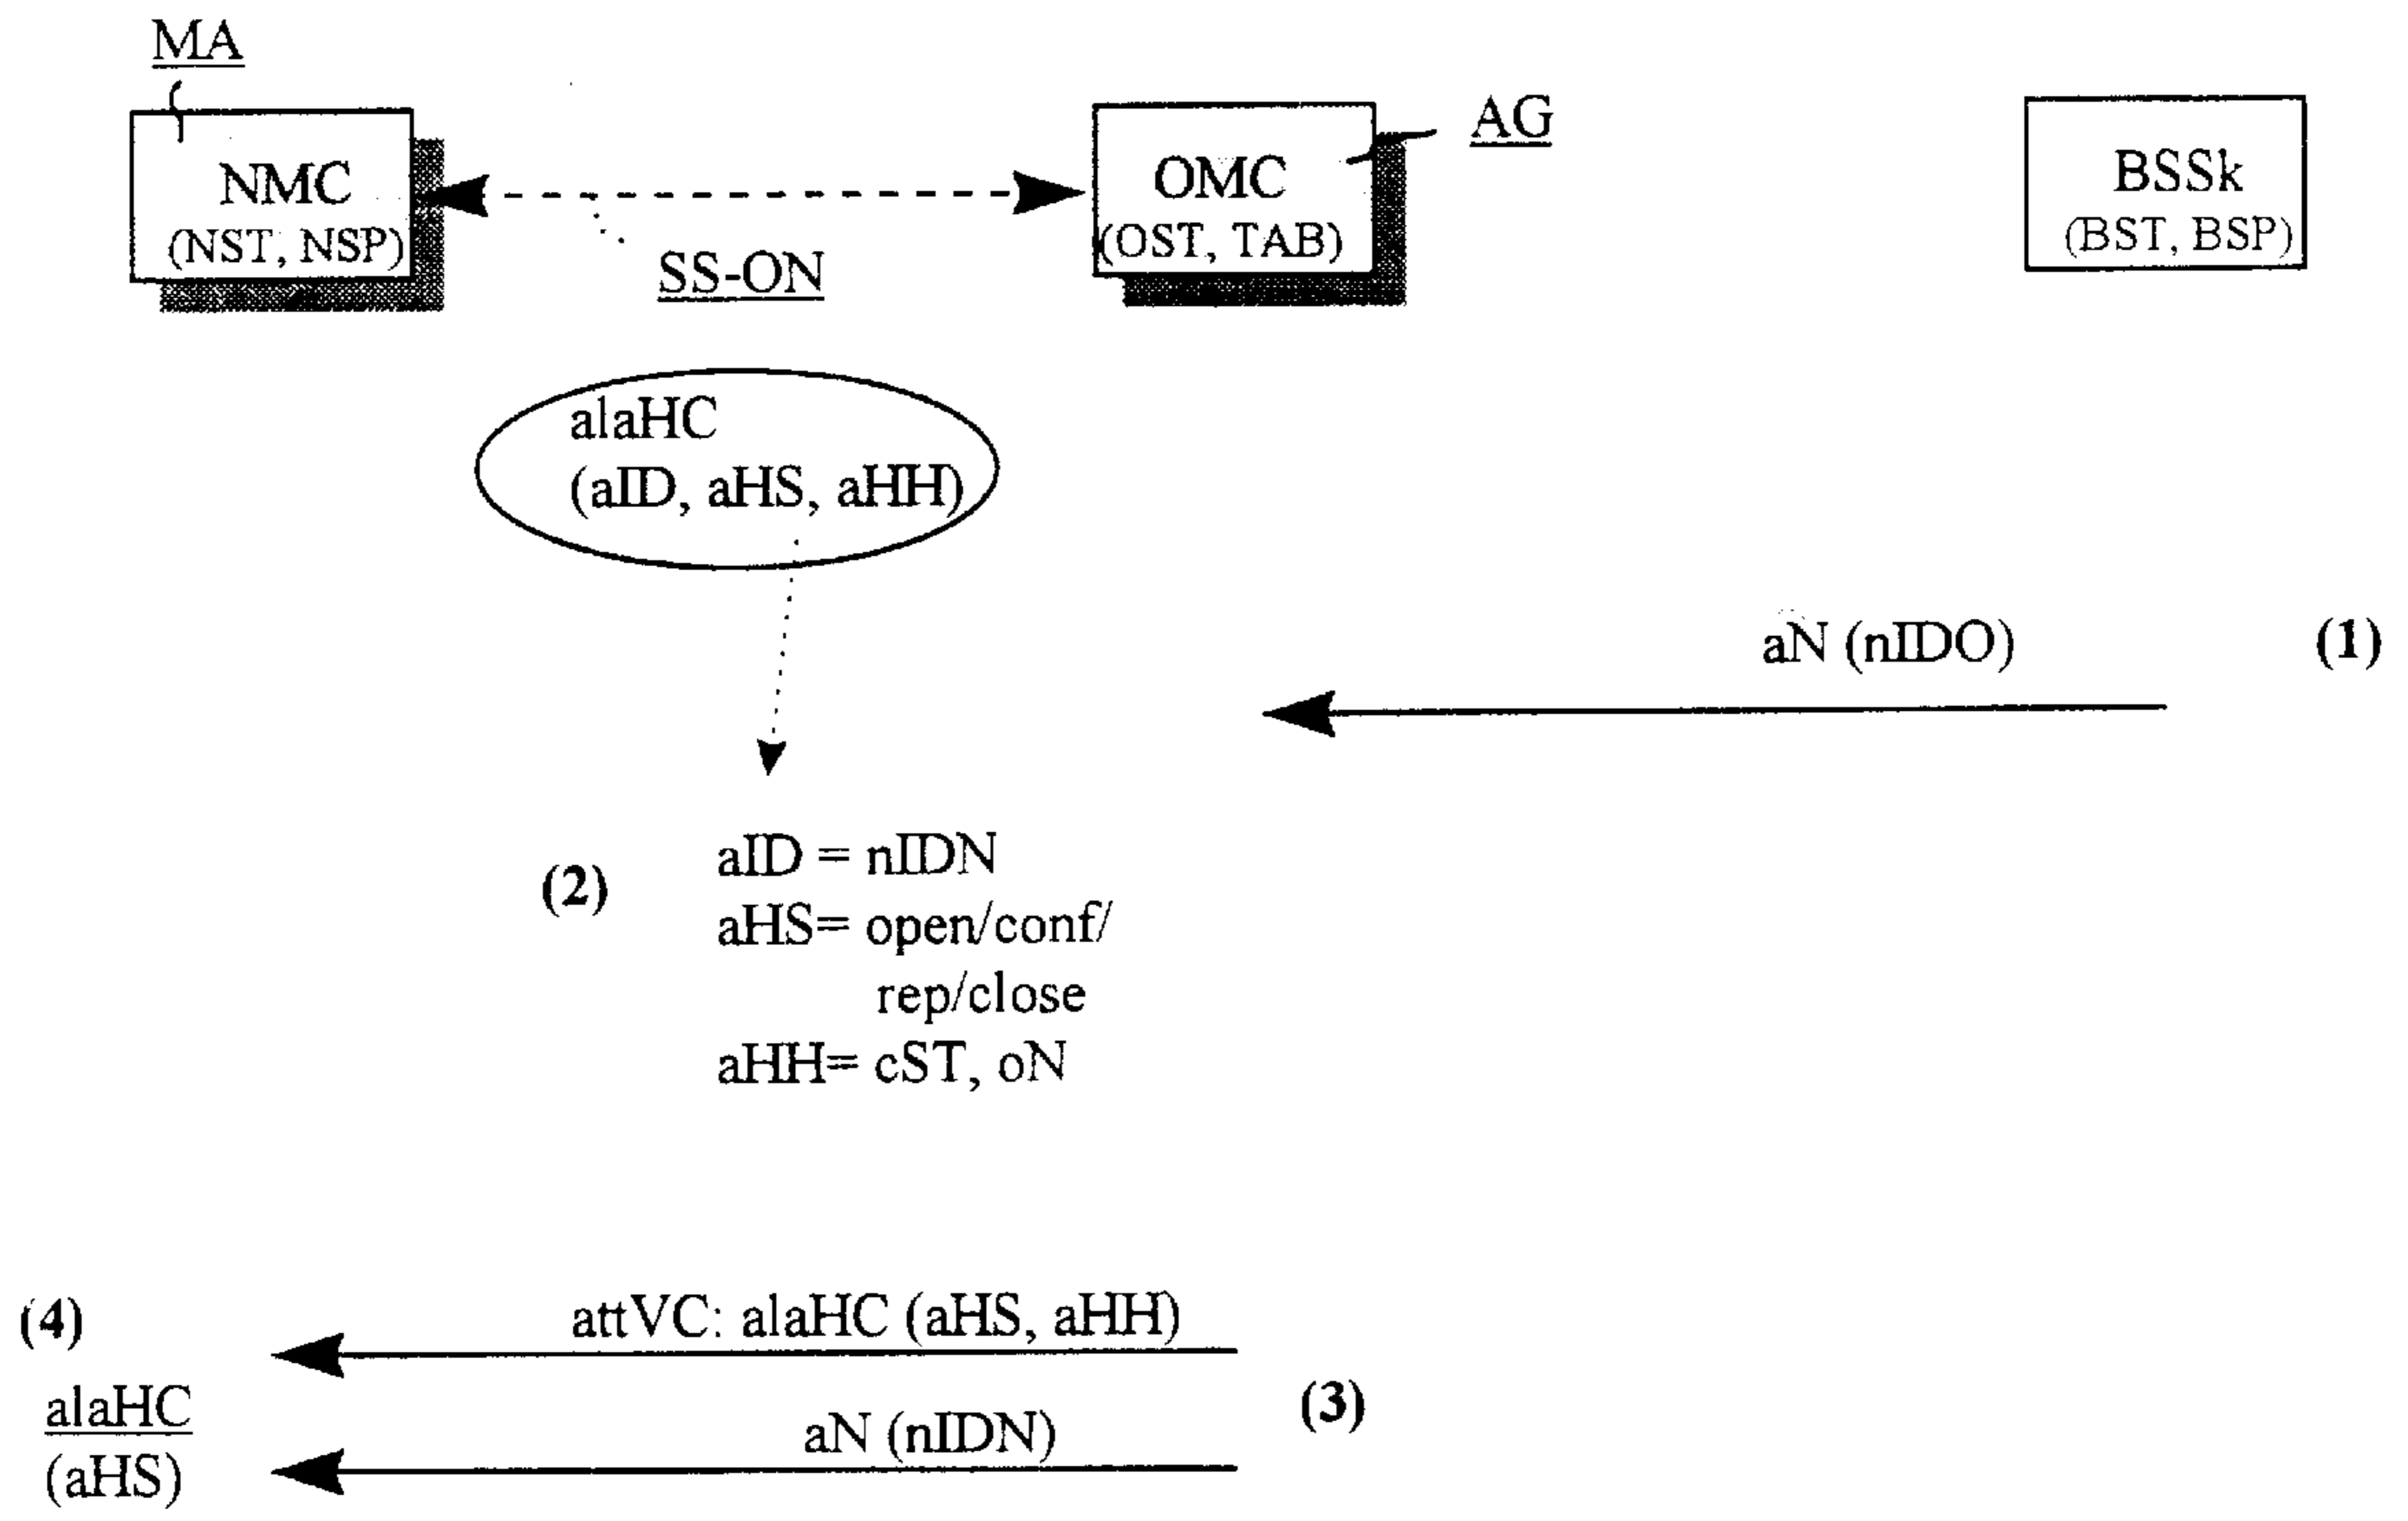 MA
NMC
(NST, NSP)
SS-ON
OMC
(OST, TAB)
AG
BSSk
(BST, BSP)
alaHC
(aID, aHS, aHH)
aN (nIDO)
(1)
(2)
aID = nIDN
aHS= open/conf/
rep/close
aHH= cST, oN
(4)
attVC: alaHC (aHS, aHH)
alaHC
(aHS)
aN (nIDN)
(3)